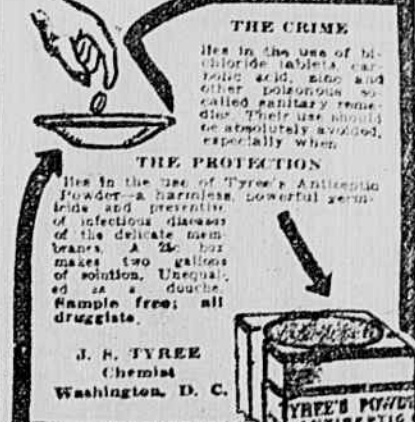 THE CRIME
lies in the use of bi-
chloride tablets, car-
bolic acid, zinc and
other poisonous so-
called sanitary reme-
dies. Their use should
be absolutely avoided,
especially when
THE PROTECTION
lies in the use of Tyree's Antiseptic
Powder—a harmless, powerful germ-
icide and preventive
of infectious diseases
of the delicate mem-
branes. A 25c box
makes two gallons
of solution. Unequal-
ed as a douche.
Sample free; all
druggists.
J. S. TYREE
Chemist
Washington, D. C.
TYREE'S POWD
ANTISEPTIC